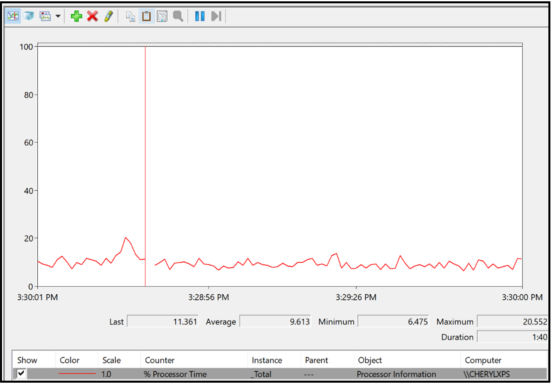 100
80
60
40
20
0
3:30:01 PM 3:28:56 PM 3:29:26 PM 3:30:00 PM
Last 11.361 Average 9.613 Minimum 6.475 Maximum 20.552
Duration 1:40
Show Color Scale Counter Instance Parent Object Computer
1.0 % Processor Time _Total --- Processor Information \\CHERYLXPS